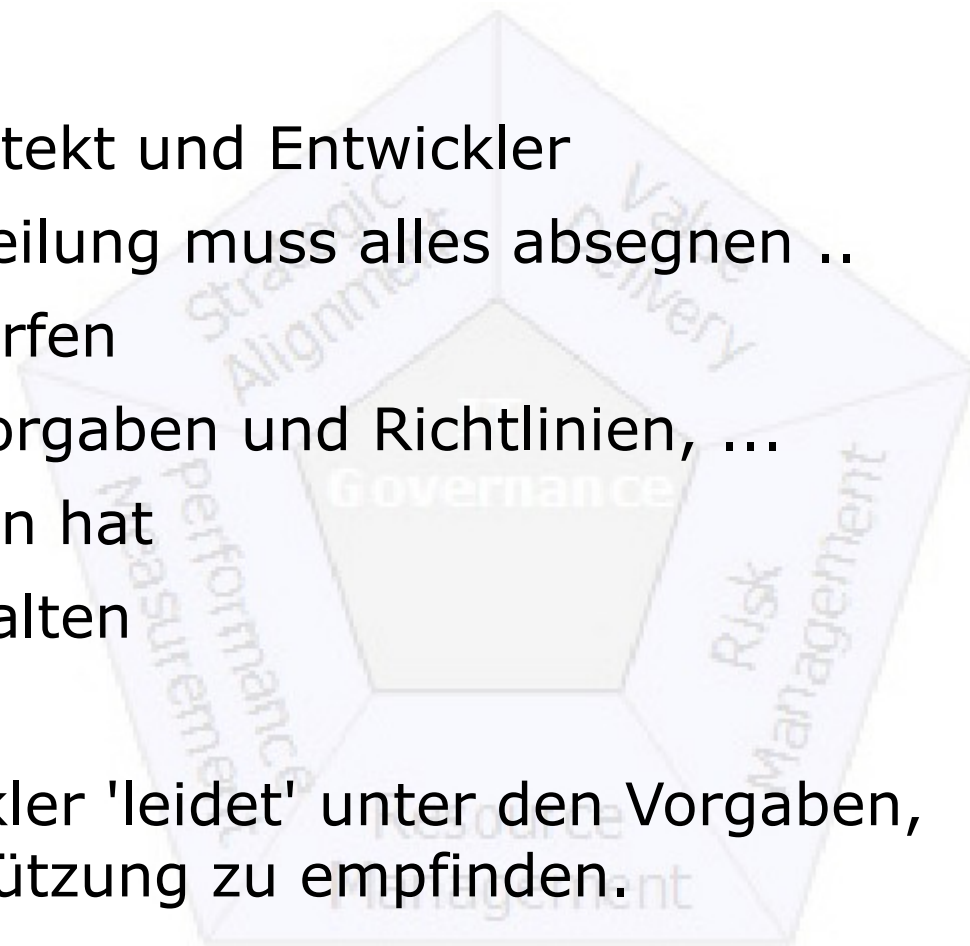 tekt und Entwickler
eilung muss alles absegnen ..
rfen
orgaben und Richtlinien, ...
n hat
alten
kler 'leidet' unter den Vorgaben,
ützung zu empfinden.
Strategic
Alignment
Value
Delivery
IT
Governance
Performance
Measurement
Risk
Management
Resource
Management